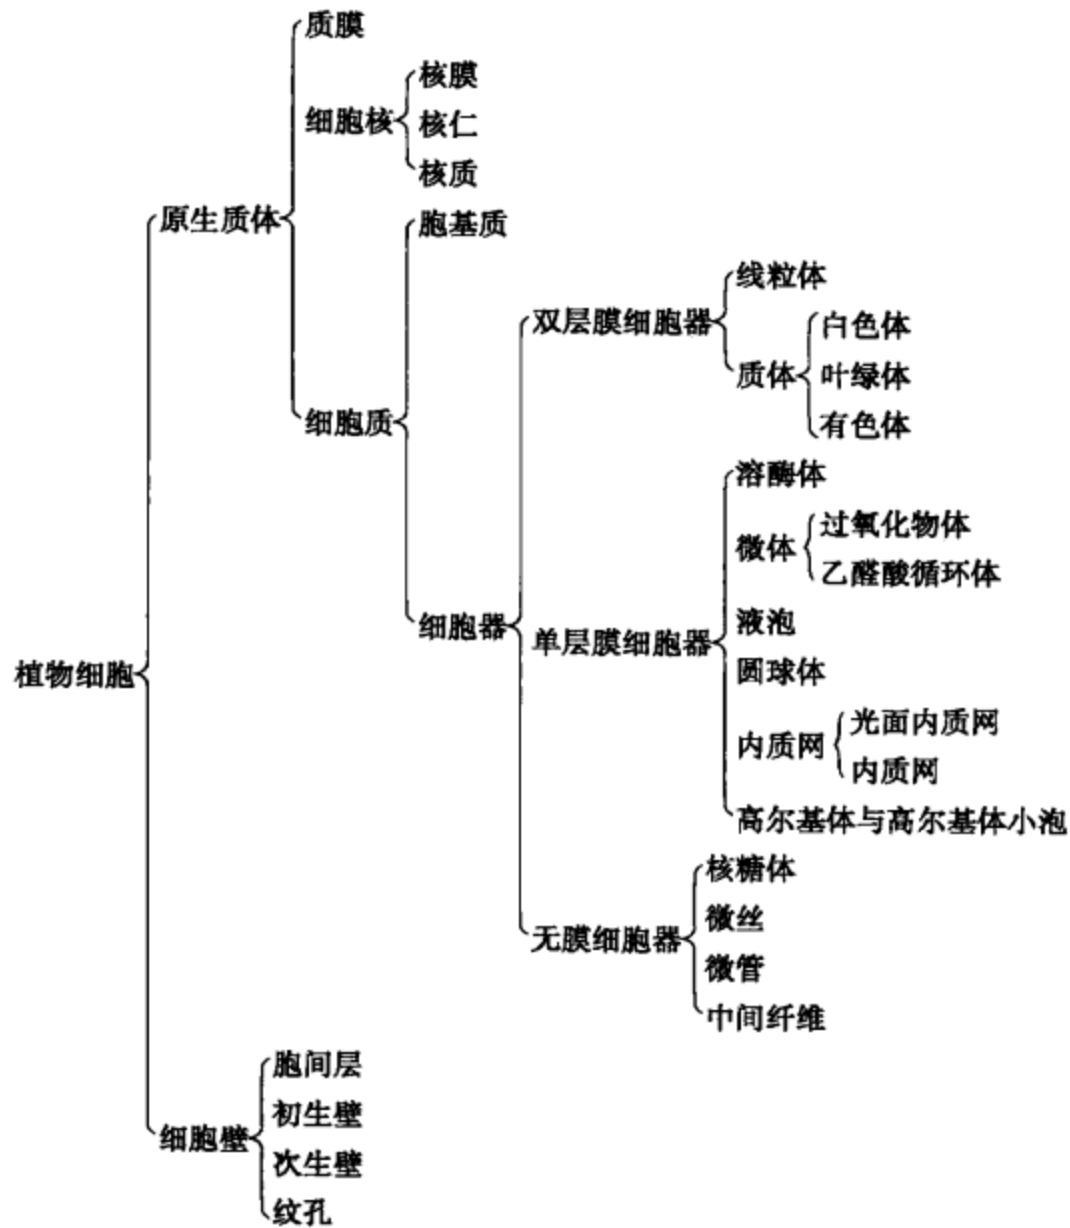 质膜
核膜
细胞核
核仁
核质
原生质体
胞基质
线粒体
双层膜细胞器
白色体
质体
叶绿体
细胞质
有色体
溶酶体
过氧化物体
微体
乙醛酸循环体
液泡
细胞器
单层膜细胞器
植物细胞
圆球体
光面内质网
内质网
内质网
高尔基体与高尔基体小泡
核糖体
微丝
无膜细胞器
微管
中间纤维
胞间层
初生壁
细胞壁
次生壁
纹孔